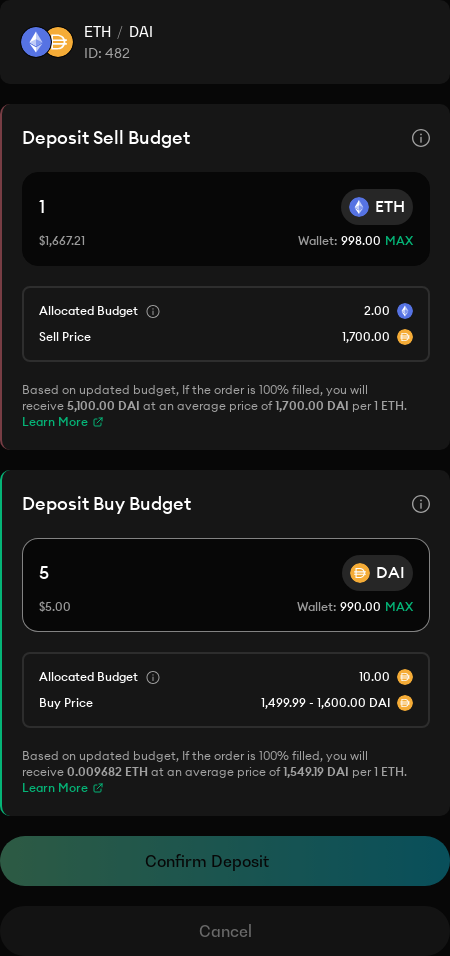 ETH / DAI
ID: 482
Deposit Sell Budget
1
ETH
$1,667.21
Wallet: 998.00 MAX
Allocated Budget
2.00
Sell Price
1,700.00
Based on updated budget, If the order is 100% filled, you will
receive 5,100.00 DAI at an average price of 1,700.00 DAI per 1 ETH.
Learn More
Deposit Buy Budget
5
DAI
$5.00
Wallet: 990.00 MAX
Allocated Budget
10.00
Buy Price
1,499.99 - 1,600.00 DAI
Based on updated budget, If the order is 100% filled, you will
receive 0.009682 ETH at an average price of 1,549.19 DAI per 1 ETH.
Learn More
Confirm Deposit
Cancel